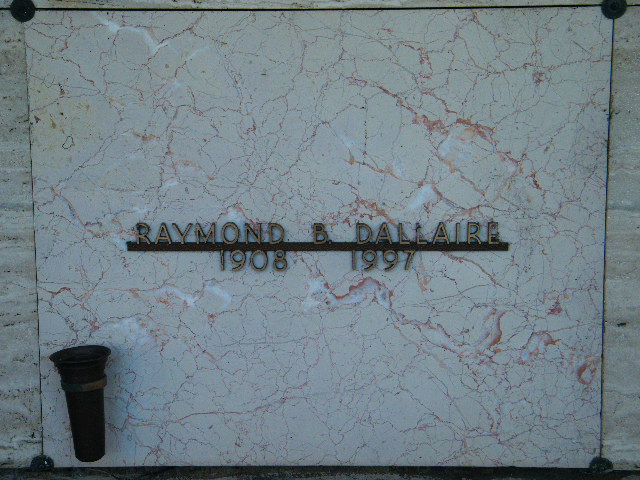 RAYMOND B. DALLAIRE
1908 1997